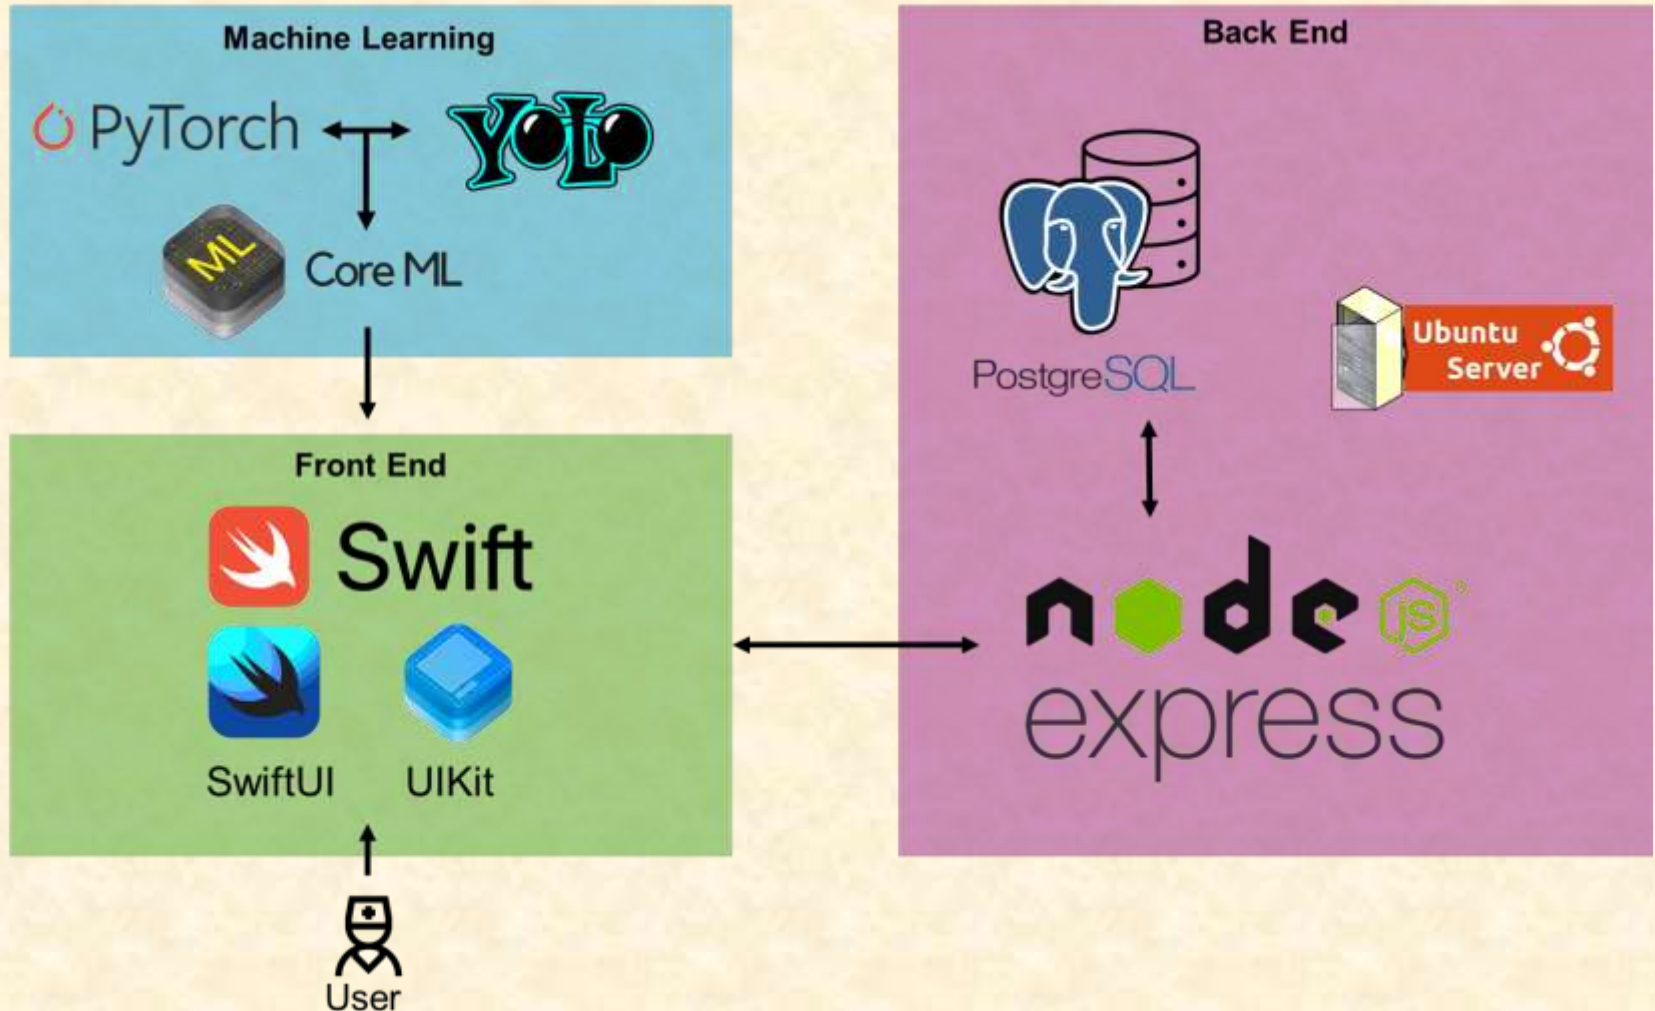 Machine Learning
PyTorch
YOLO
ML
Core ML
Front End
Swift
SwiftUI
UIKit
User
Back End
PostgreSQL
Ubuntu
Server
node
js®
express